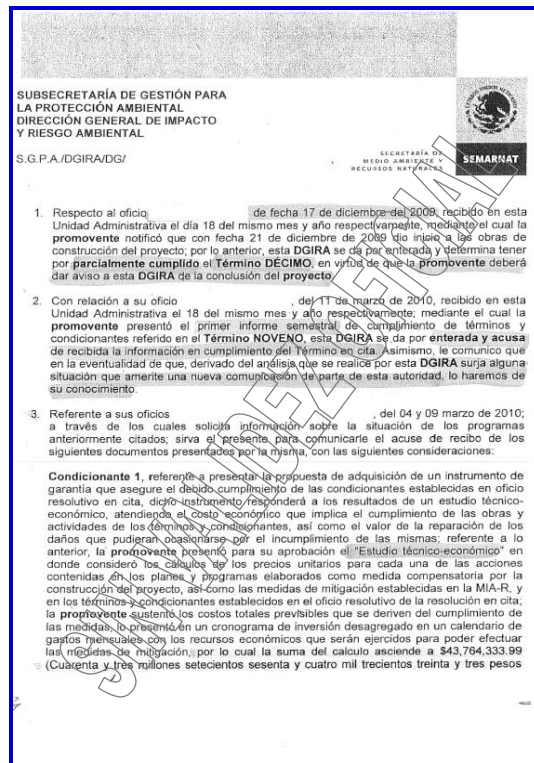 SUBSECRETARÍA DE GESTIÓN PARA
LA PROTECCIÓN AMBIENTAL
DIRECCIÓN GENERAL DE IMPACTO
Y RIESGO AMBIENTAL
S.G.P.A./DGIRA/DG/
SECRETARÍA DE
MEDIO AMBIENTE Y
RECURSOS NATURALES
SEMARNAT
1. Respecto al oficio de fecha 17 de diciembre del 2009, recibido en esta
Unidad Administrativa el día 18 del mismo mes y año respectivamente, mediante el cual la
promovente notificó que con fecha 21 de diciembre de 2009 dio inicio a las obras de
construcción del proyecto; por lo anterior, esta DGIRA se da por enterada y determina tener
por parcialmente cumplido el Término DÉCIMO, en virtud de que la promovente deberá
dar aviso a esta DGIRA de la conclusión del proyecto.
2. Con relación a su oficio , del 11 de marzo de 2010, recibido en esta
Unidad Administrativa el 18 del mismo mes y año respectivamente; mediante el cual la
promovente presentó el primer informe semestral de cumplimiento de términos y
condicionantes referido en el Término NOVENO, esta DGIRA se da por enterada y acusa
de recibida la información en cumplimiento del Término en cita. Asimismo, le comunico que
en la eventualidad de que, derivado del análisis que se realice por esta DGIRA surja alguna
situación que amerite una nueva comunicación de parte de esta autoridad, lo haremos de
su conocimiento.
3. Referente a sus oficios , del 04 y 09 marzo de 2010;
a través de los cuales solicita información sobre la situación de los programas
anteriormente citados; sirva el presente para comunicarle el acuse de recibo de los
siguientes documentos presentados por la misma, con las siguientes consideraciones:
Condicionante 1, referente a presentar la propuesta de adquisición de un instrumento de
garantía que asegure el debido cumplimiento de las condicionantes establecidas en oficio
resolutivo en cita, dicho instrumento responderá a los resultados de un estudio técnico-
económico, atendiendo el costo económico que implica el cumplimiento de las obras y
actividades de los términos y condicionantes, así como el valor de la reparación de los
daños que pudieran ocasionarse por el incumplimiento de las mismas; referente a lo
anterior, la promovente presentó para su aprobación el "Estudio técnico-económico" en
donde consideró los cálculos de los precios unitarios para cada una de las acciones
contenidas en los planes y programas elaborados como medida compensatoria por la
construcción del proyecto, así como las medidas de mitigación establecidas en la MIA-R, y
en los términos y condicionantes establecidos en el oficio resolutivo de la resolución en cita;
la promovente sustentó los costos totales previsibles que se deriven del cumplimiento de
las medidas, lo presentó en un cronograma de inversión desagregado en un calendario de
gastos mensuales con los recursos económicos que serán ejercidos para poder efectuar
las medidas de mitigación, por lo cual la suma del calculo asciende a $43,764,333.99
(Cuarenta y tres millones setecientos sesenta y cuatro mil trecientos treinta y tres pesos
SIN VALIDEZ OFICIAL